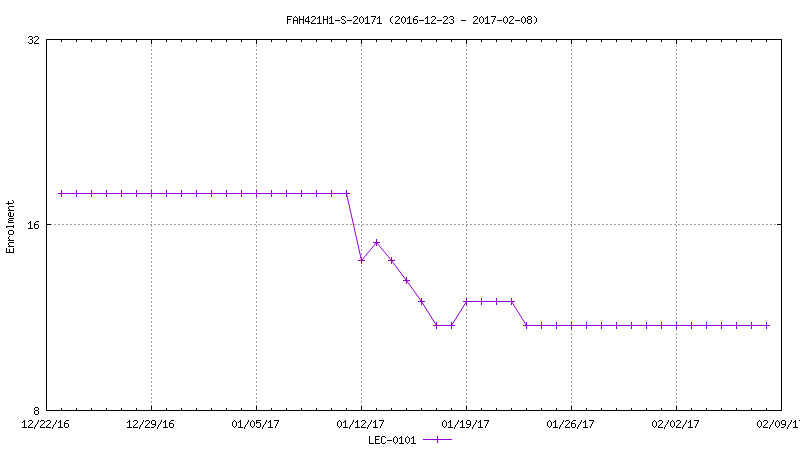 FAH421H1-S-20171 (2016-12-23 - 2017-02-08)
32
16
8
Enrolment
12/22/16 12/29/16 01/05/17 01/12/17 01/19/17 01/26/17 02/02/17 02/09/1
LEC-0101